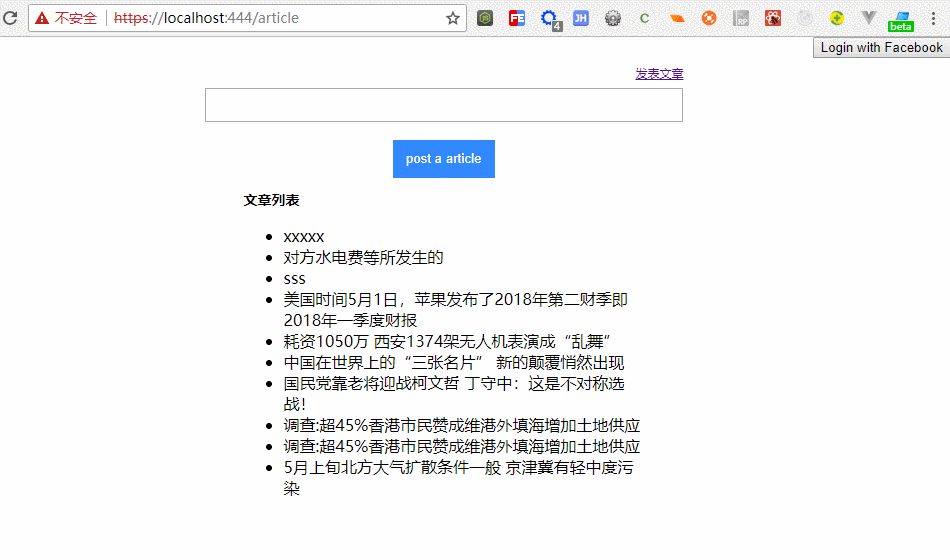 不安全 https://localhost:444/article
FE
4
JH
C
RP
beta
Login with Facebook
发表文章
post a article
文章列表
xxxxx
对方水电费等所发生的
sss
美国时间5月1日，苹果发布了2018年第二财季即
2018年一季度财报
耗资1050万 西安1374架无人机表演成“乱舞”
中国在世界上的“三张名片” 新的颠覆悄然出现
国民党靠老将迎战柯文哲 丁守中：这是不对称选
战！
调查:超45%香港市民赞成维港外填海增加土地供应
调查:超45%香港市民赞成维港外填海增加土地供应
5月上旬北方大气扩散条件一般 京津冀有轻中度污
染